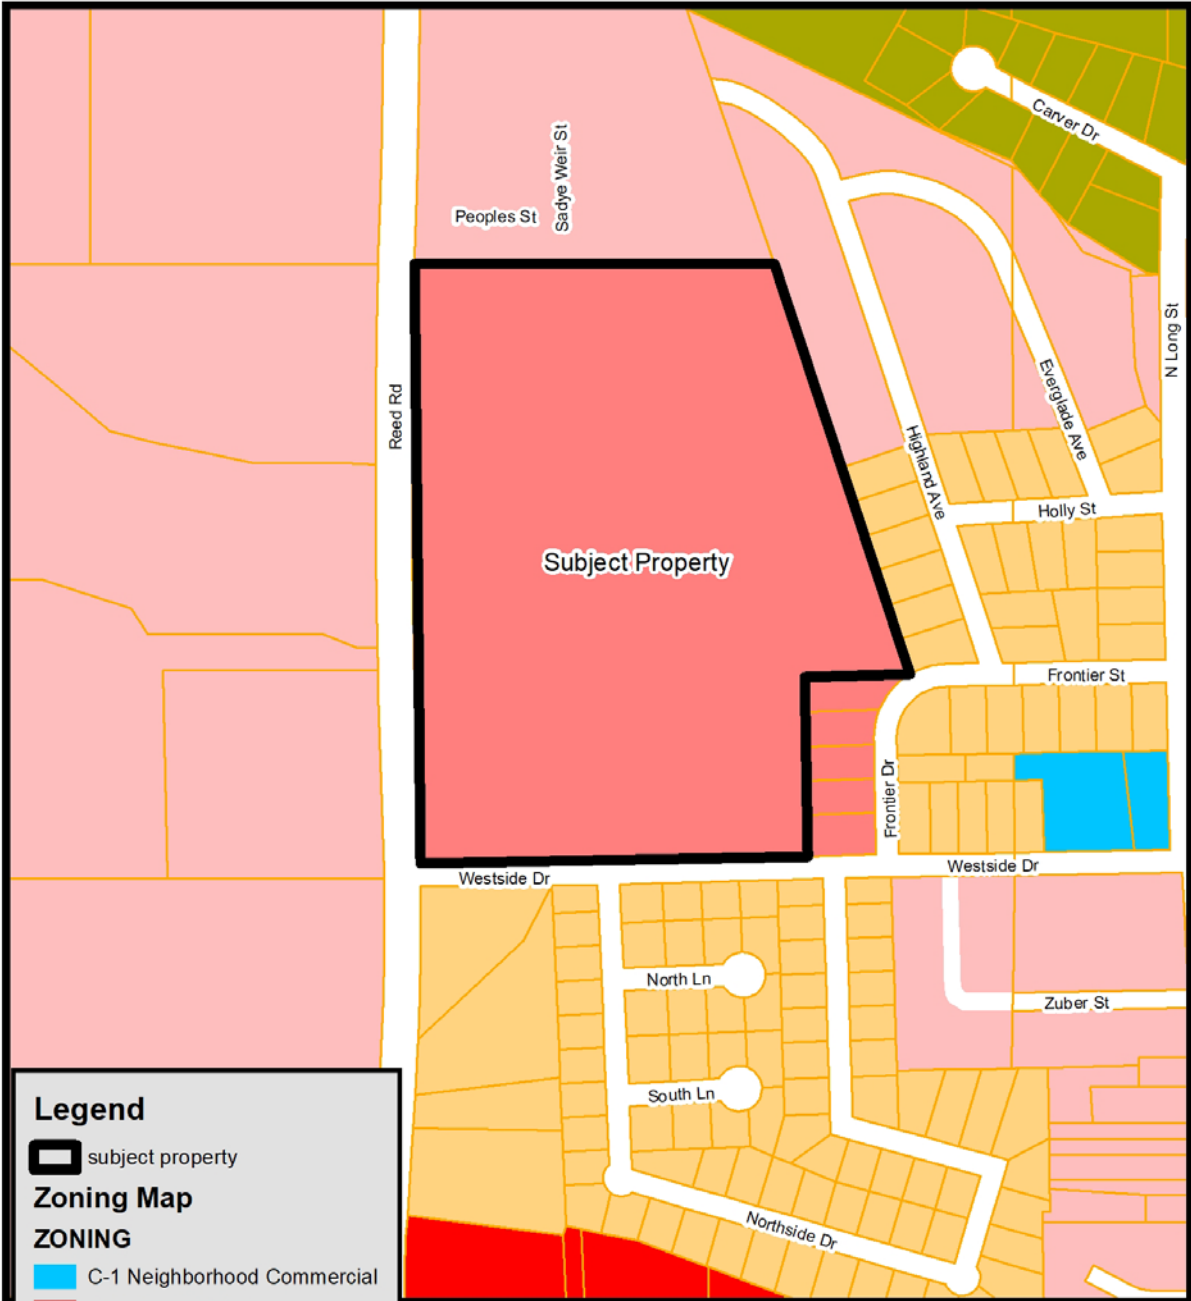 Carver Dr
Sadye Weir St
Peoples St
N Long St
Reed Rd
Everglade Ave
Highland Ave
Holly St
Subject Property
Frontier St
Frontier Dr
Westside Dr
Westside Dr
North Ln
Zuber St
South Ln
Northside Dr
Legend
subject property
Zoning Map
ZONING
C-1 Neighborhood Commercial